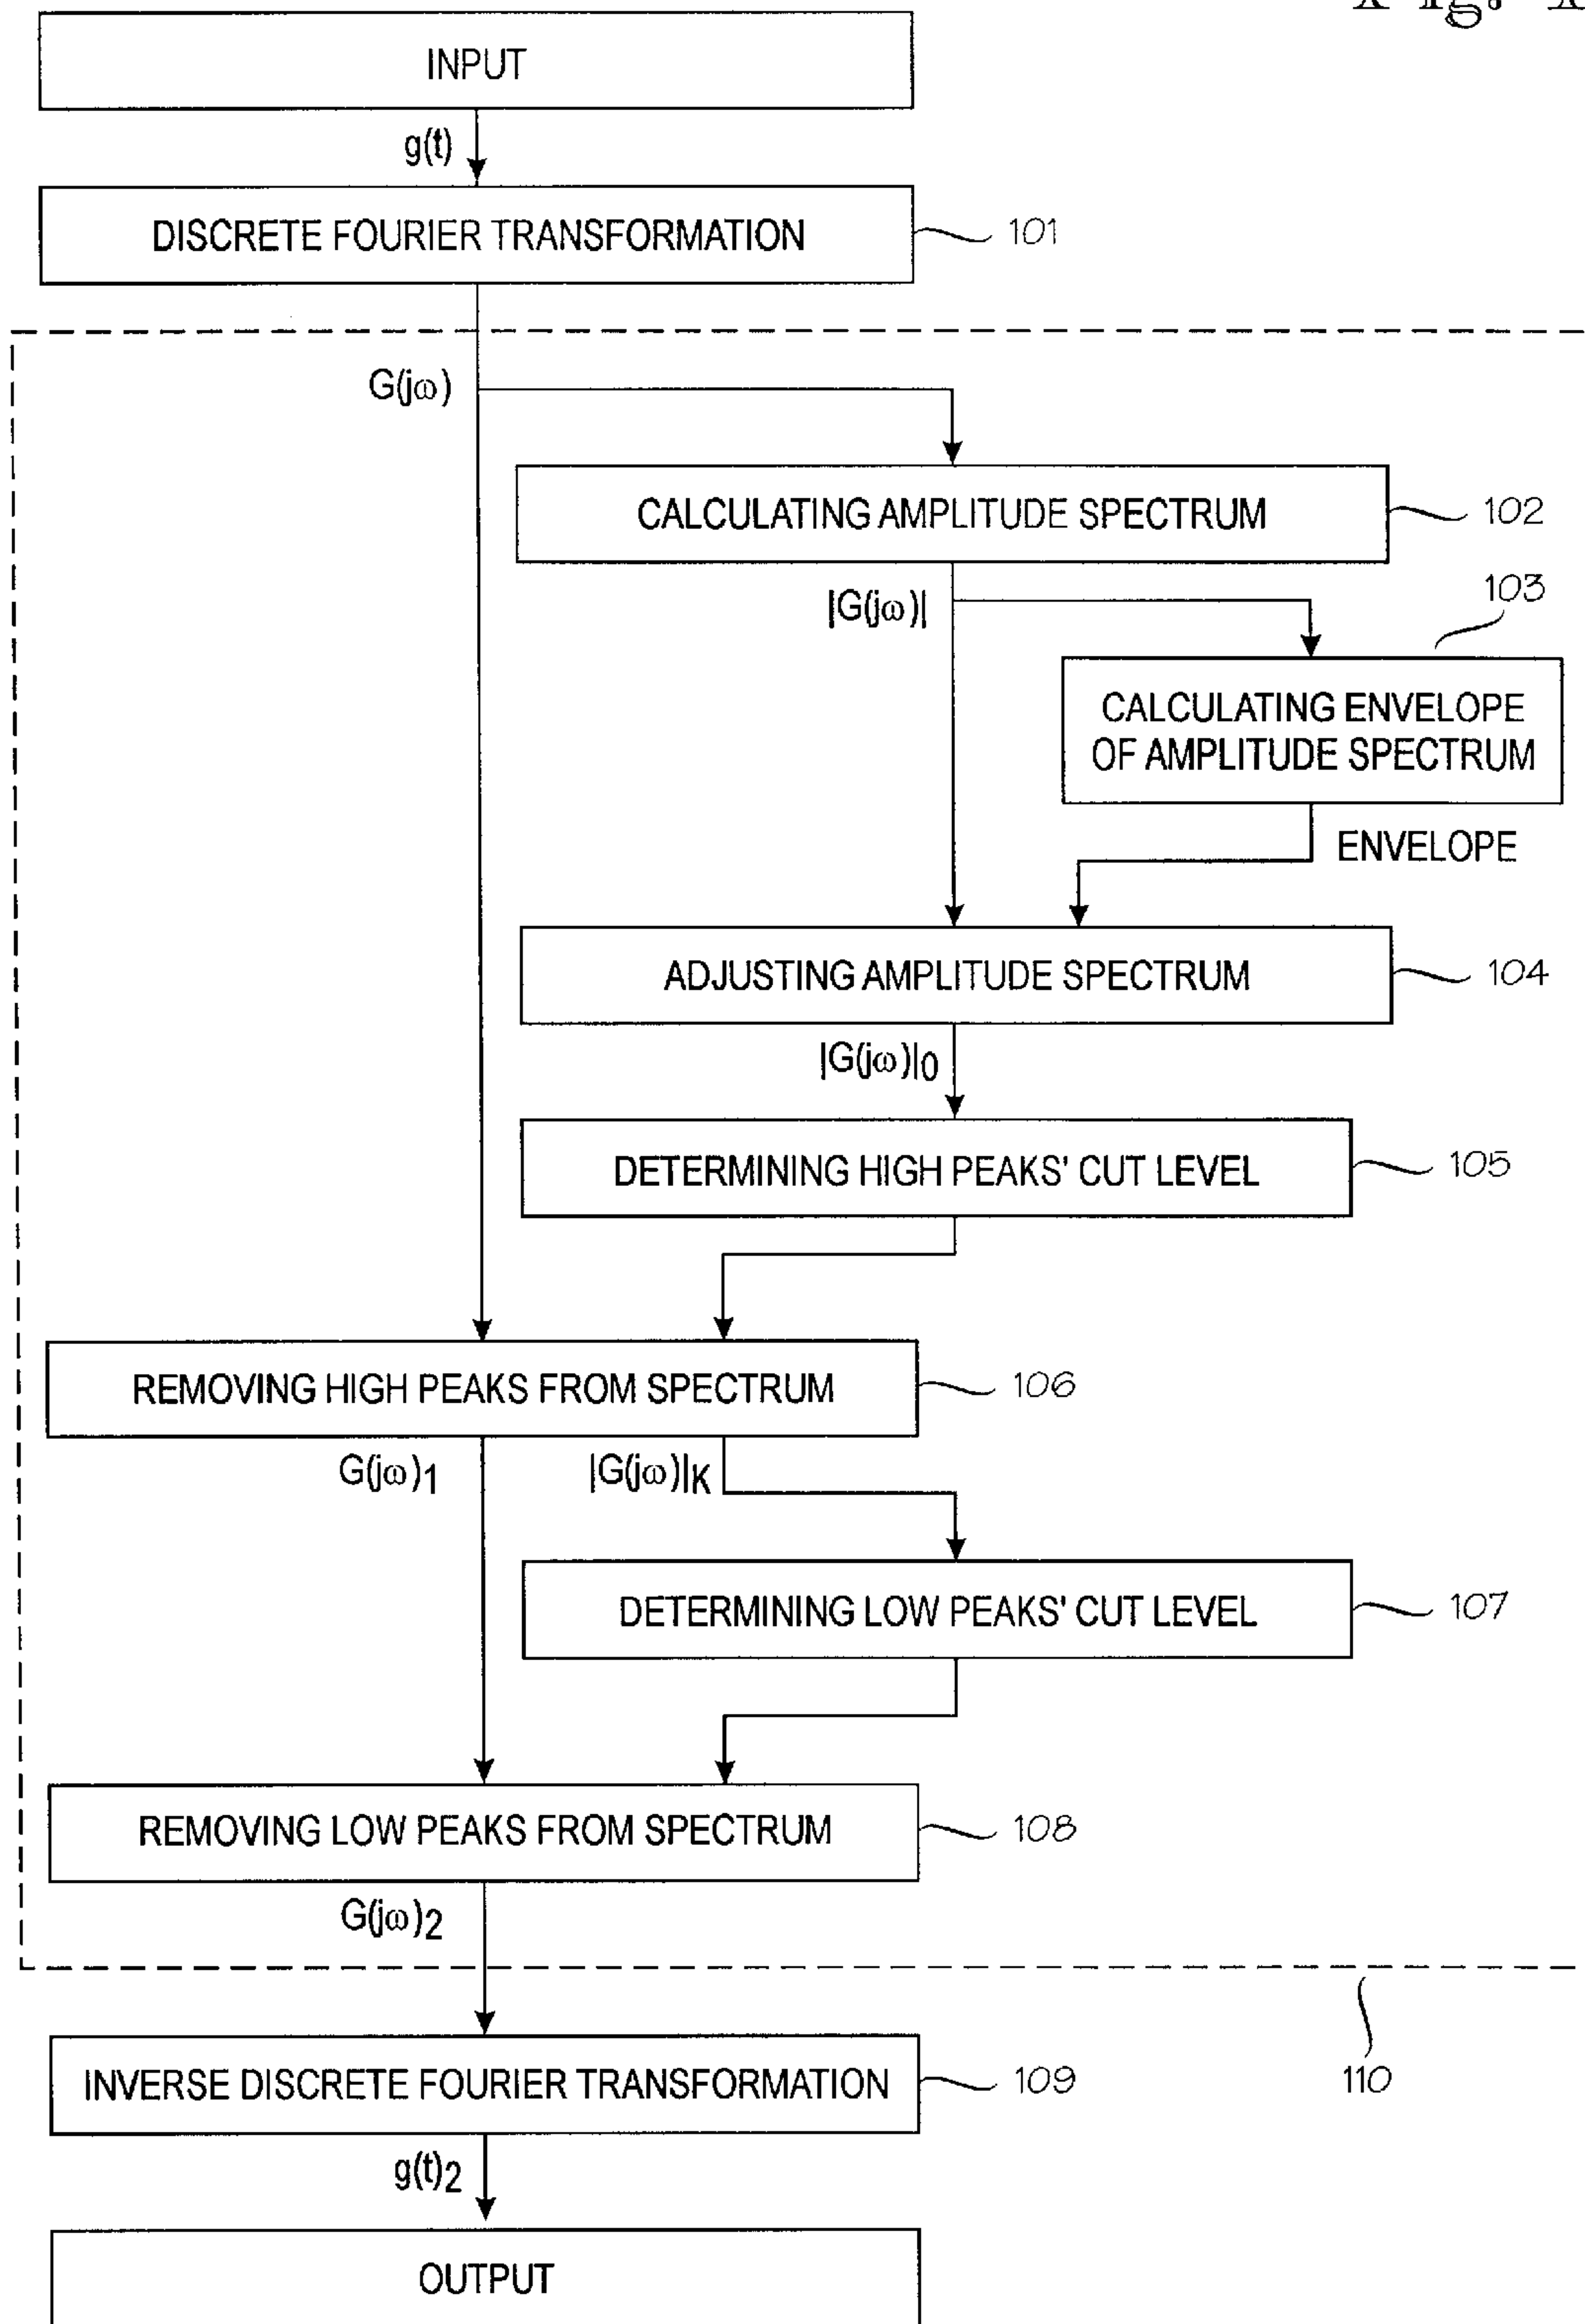 Fig.
INPUT
g(t)
DISCRETE FOURIER TRANSFORMATION
101
G(jω)
CALCULATING AMPLITUDE SPECTRUM
102
|G(jω)|
103
CALCULATING ENVELOPE
OF AMPLITUDE SPECTRUM
ENVELOPE
ADJUSTING AMPLITUDE SPECTRUM
104
|G(jω)|0
DETERMINING HIGH PEAKS' CUT LEVEL
105
REMOVING HIGH PEAKS FROM SPECTRUM
106
G(jω)1
|G(jω)|K
DETERMINING LOW PEAKS' CUT LEVEL
107
REMOVING LOW PEAKS FROM SPECTRUM
108
G(jω)2
INVERSE DISCRETE FOURIER TRANSFORMATION
109
110
g(t)2
OUTPUT